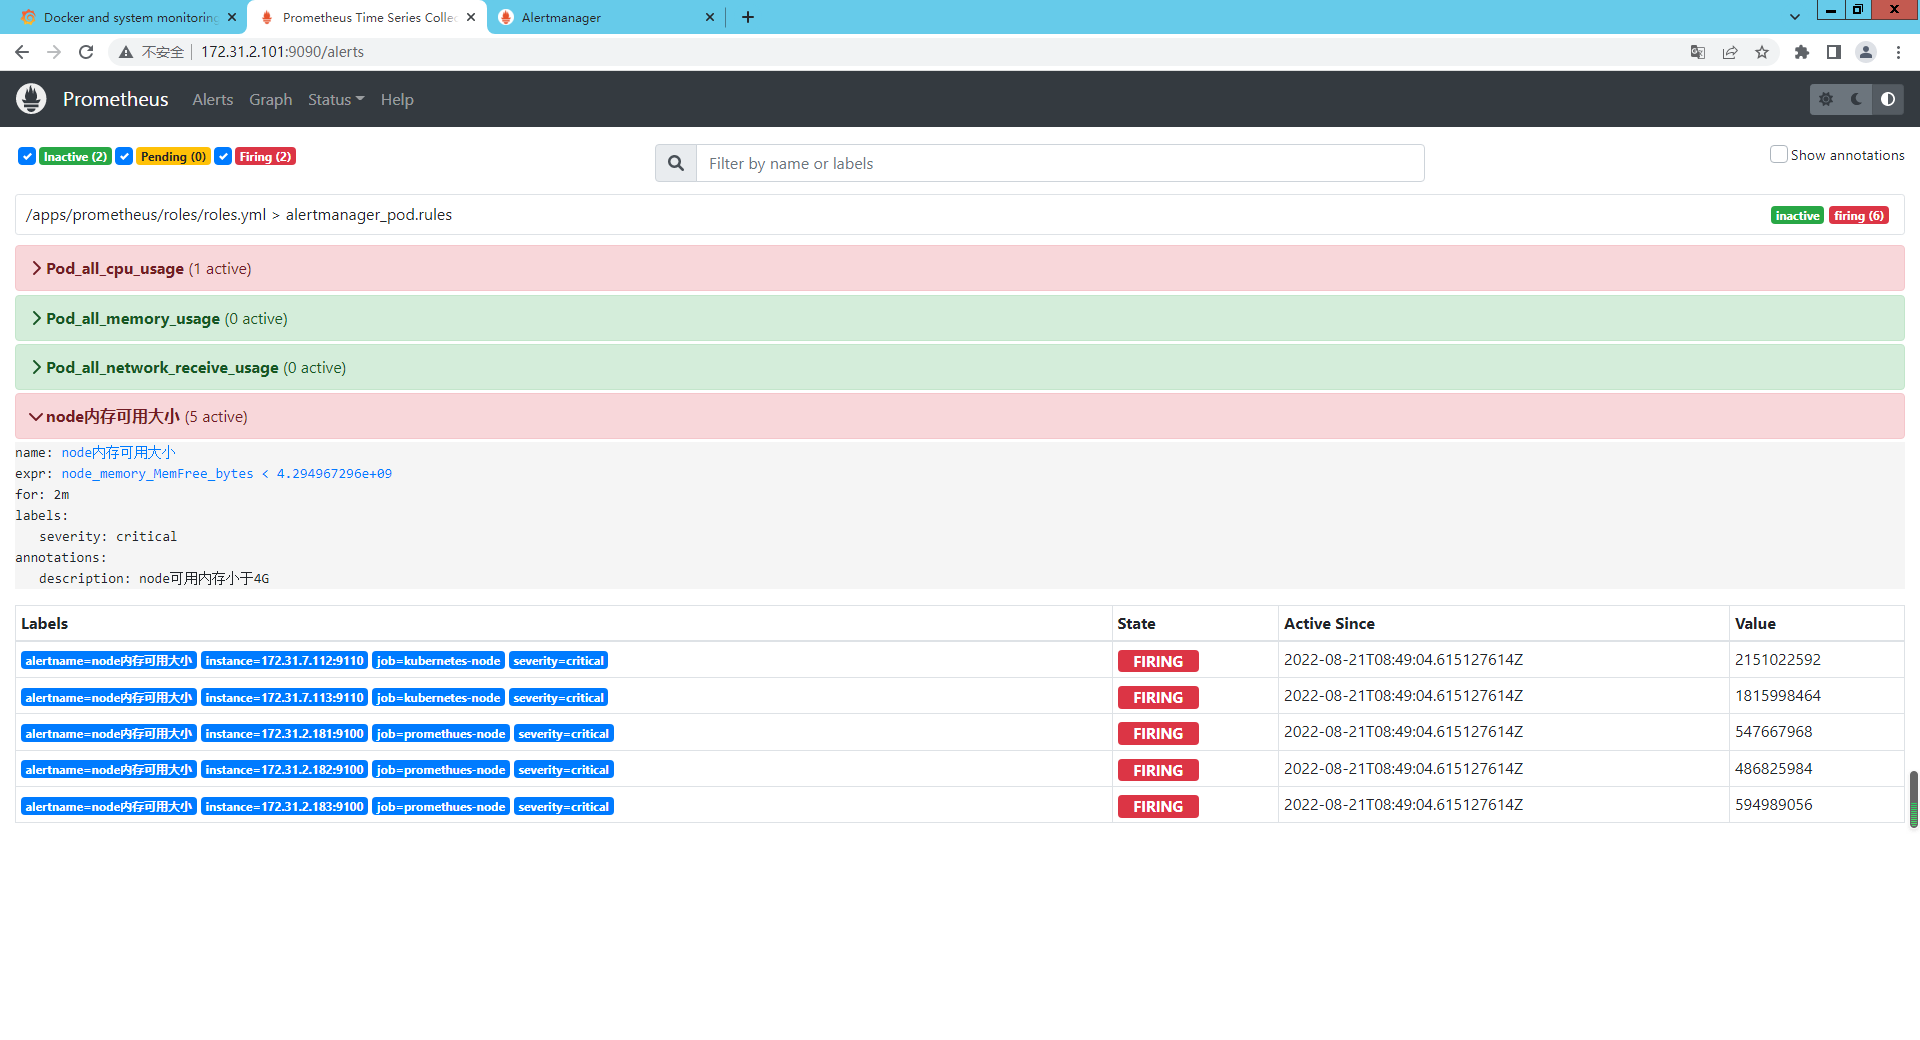 Docker and system monitoring
Prometheus Time Series Collec
Alertmanager
不安全 172.31.2.101:9090/alerts
Prometheus Alerts Graph Status Help
Inactive (2) Pending (0) Firing (2)
Filter by name or labels
Show annotations
/apps/prometheus/roles/roles.yml > alertmanager_pod.rules
inactive firing (6)
Pod_all_cpu_usage (1 active)
Pod_all_memory_usage (0 active)
Pod_all_network_receive_usage (0 active)
node内存可用大小 (5 active)
name: node内存可用大小
expr: node_memory_MemFree_bytes < 4.294967296e+09
for: 2m
labels:
severity: critical
annotations:
description: node可用内存小于4G
Labels State Active Since Value
alertname=node内存可用大小 instance=172.31.7.112:9110 job=kubernetes-node severity=critical FIRING 2022-08-21T08:49:04.615127614Z 2151022592
alertname=node内存可用大小 instance=172.31.7.113:9110 job=kubernetes-node severity=critical FIRING 2022-08-21T08:49:04.615127614Z 1815998464
alertname=node内存可用大小 instance=172.31.2.181:9100 job=promethues-node severity=critical FIRING 2022-08-21T08:49:04.615127614Z 547667968
alertname=node内存可用大小 instance=172.31.2.182:9100 job=promethues-node severity=critical FIRING 2022-08-21T08:49:04.615127614Z 486825984
alertname=node内存可用大小 instance=172.31.2.183:9100 job=promethues-node severity=critical FIRING 2022-08-21T08:49:04.615127614Z 594989056